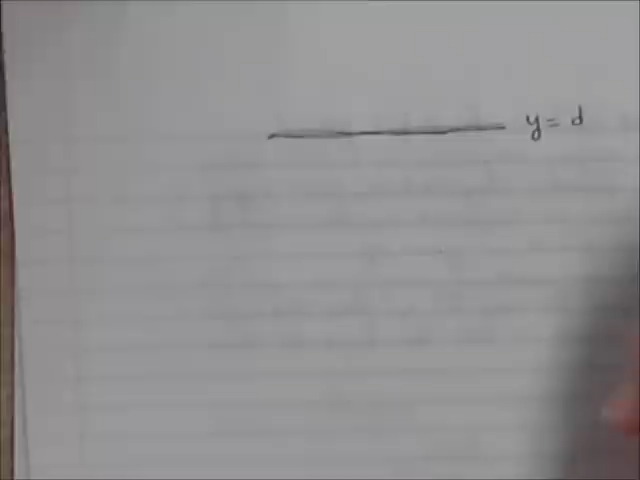 y = d